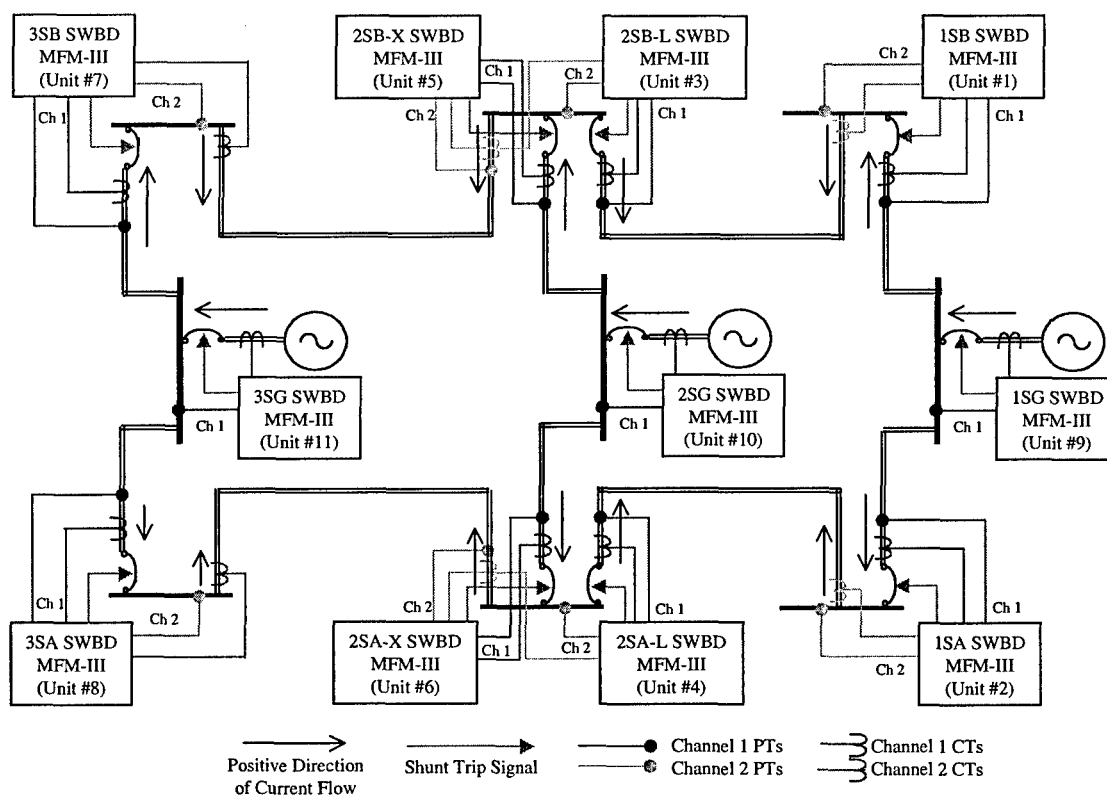 3SB SWBD
MFM-III
(Unit #7)
Ch 1
Ch 2
2SB-X SWBD
MFM-III
(Unit #5)
Ch 1
Ch 2
2SB-L SWBD
MFM-III
(Unit #3)
Ch 2
Ch 1
1SB SWBD
MFM-III
(Unit #1)
Ch 2
Ch 1
3SG SWBD
MFM-III
(Unit #11)
Ch 1
2SG SWBD
MFM-III
(Unit #10)
Ch 1
1SG SWBD
MFM-III
(Unit #9)
Ch 1
3SA SWBD
MFM-III
(Unit #8)
Ch 1
Ch 2
2SA-X SWBD
MFM-III
(Unit #6)
Ch 2
Ch 1
2SA-L SWBD
MFM-III
(Unit #4)
Ch 1
Ch 2
1SA SWBD
MFM-III
(Unit #2)
Ch 1
Ch 2
Positive Direction
of Current Flow
Shunt Trip Signal
Channel 1 PTs
Channel 2 PTs
Channel 1 CTs
Channel 2 CTs